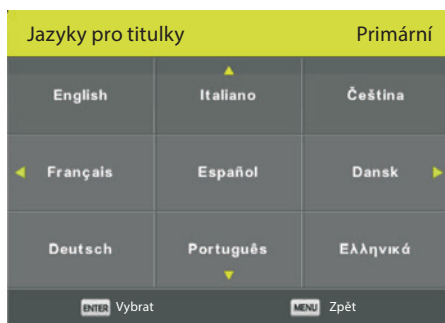 Jazyky pro titulky Primární
English Italiano Čeština
Français Español Dansk
Deutsch Português Ελληνικά
ENTER Vybrat MENU Zpět